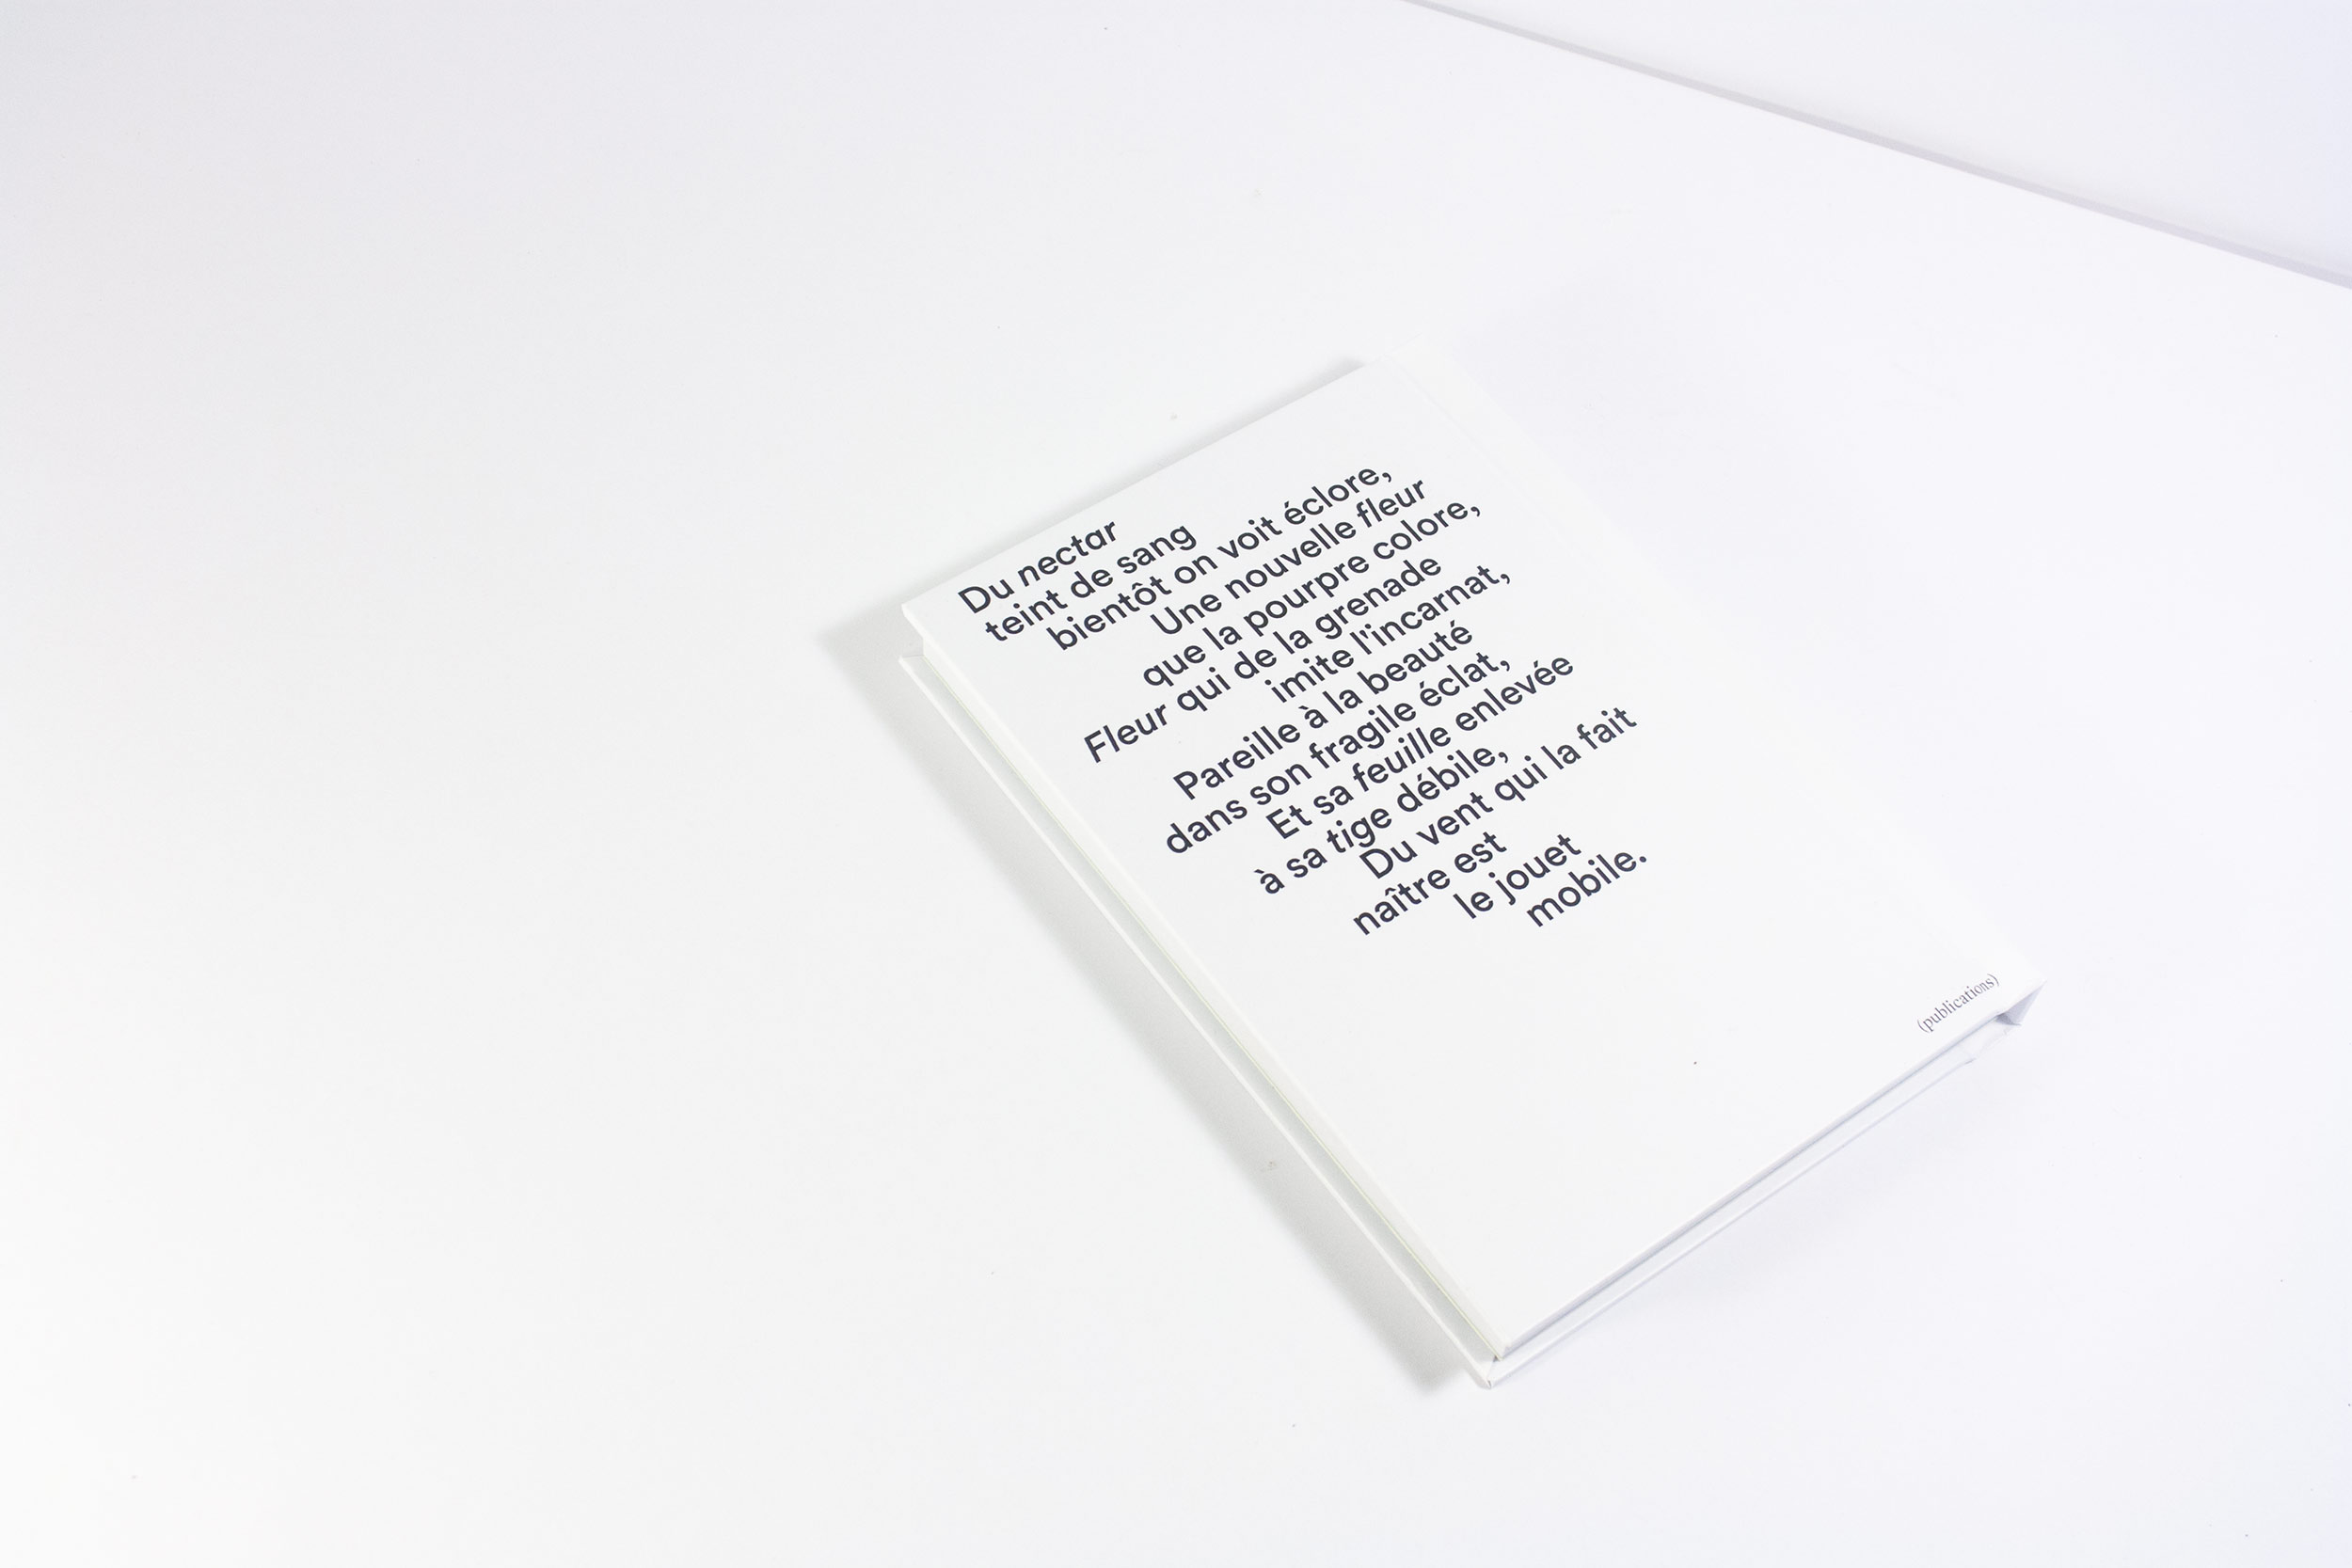 Du nectar
teint de sang
bientôt on voit éclore,
Une nouvelle fleur
que la pourpre colore,
Fleur qui de la grenade
imite l'incarnat,
Pareille à la beauté
dans son fragile éclat,
Et sa feuille enlevée
à sa tige débile,
Du vent qui la fait
naître est
le jouet
mobile.
(publications)